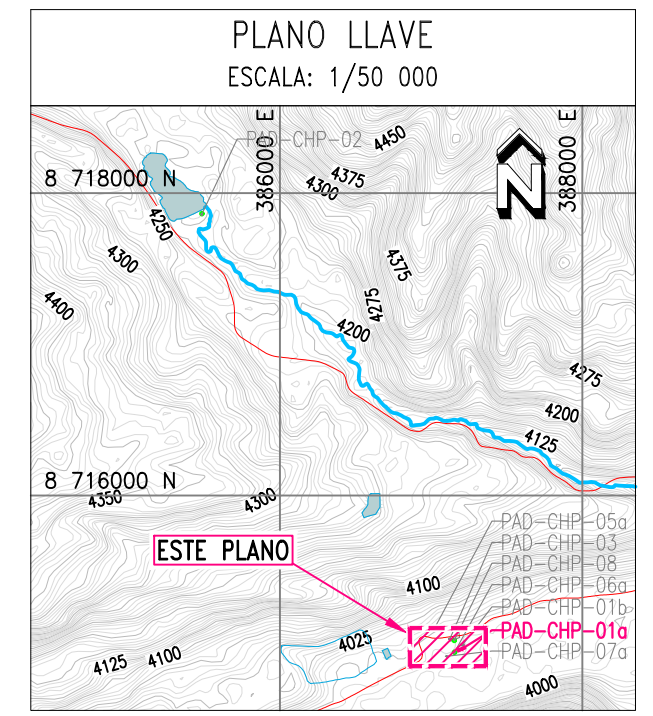 PLANO LLAVE
ESCALA: 1/50 000
386000 E
388000 E
PAD-CHP-02
4450
4375
4300
8 718000 N
4250
4300
4375
4400
4275
4200
4275
4200
4125
8 716000 N
4350
4300
PAD-CHP-05a
PAD-CHP-03
PAD-CHP-08
PAD-CHP-06a
PAD-CHP-01b
PAD-CHP-01a
PAD-CHP-07a
ESTE PLANO
4100
4025
4125
4100
4000
N